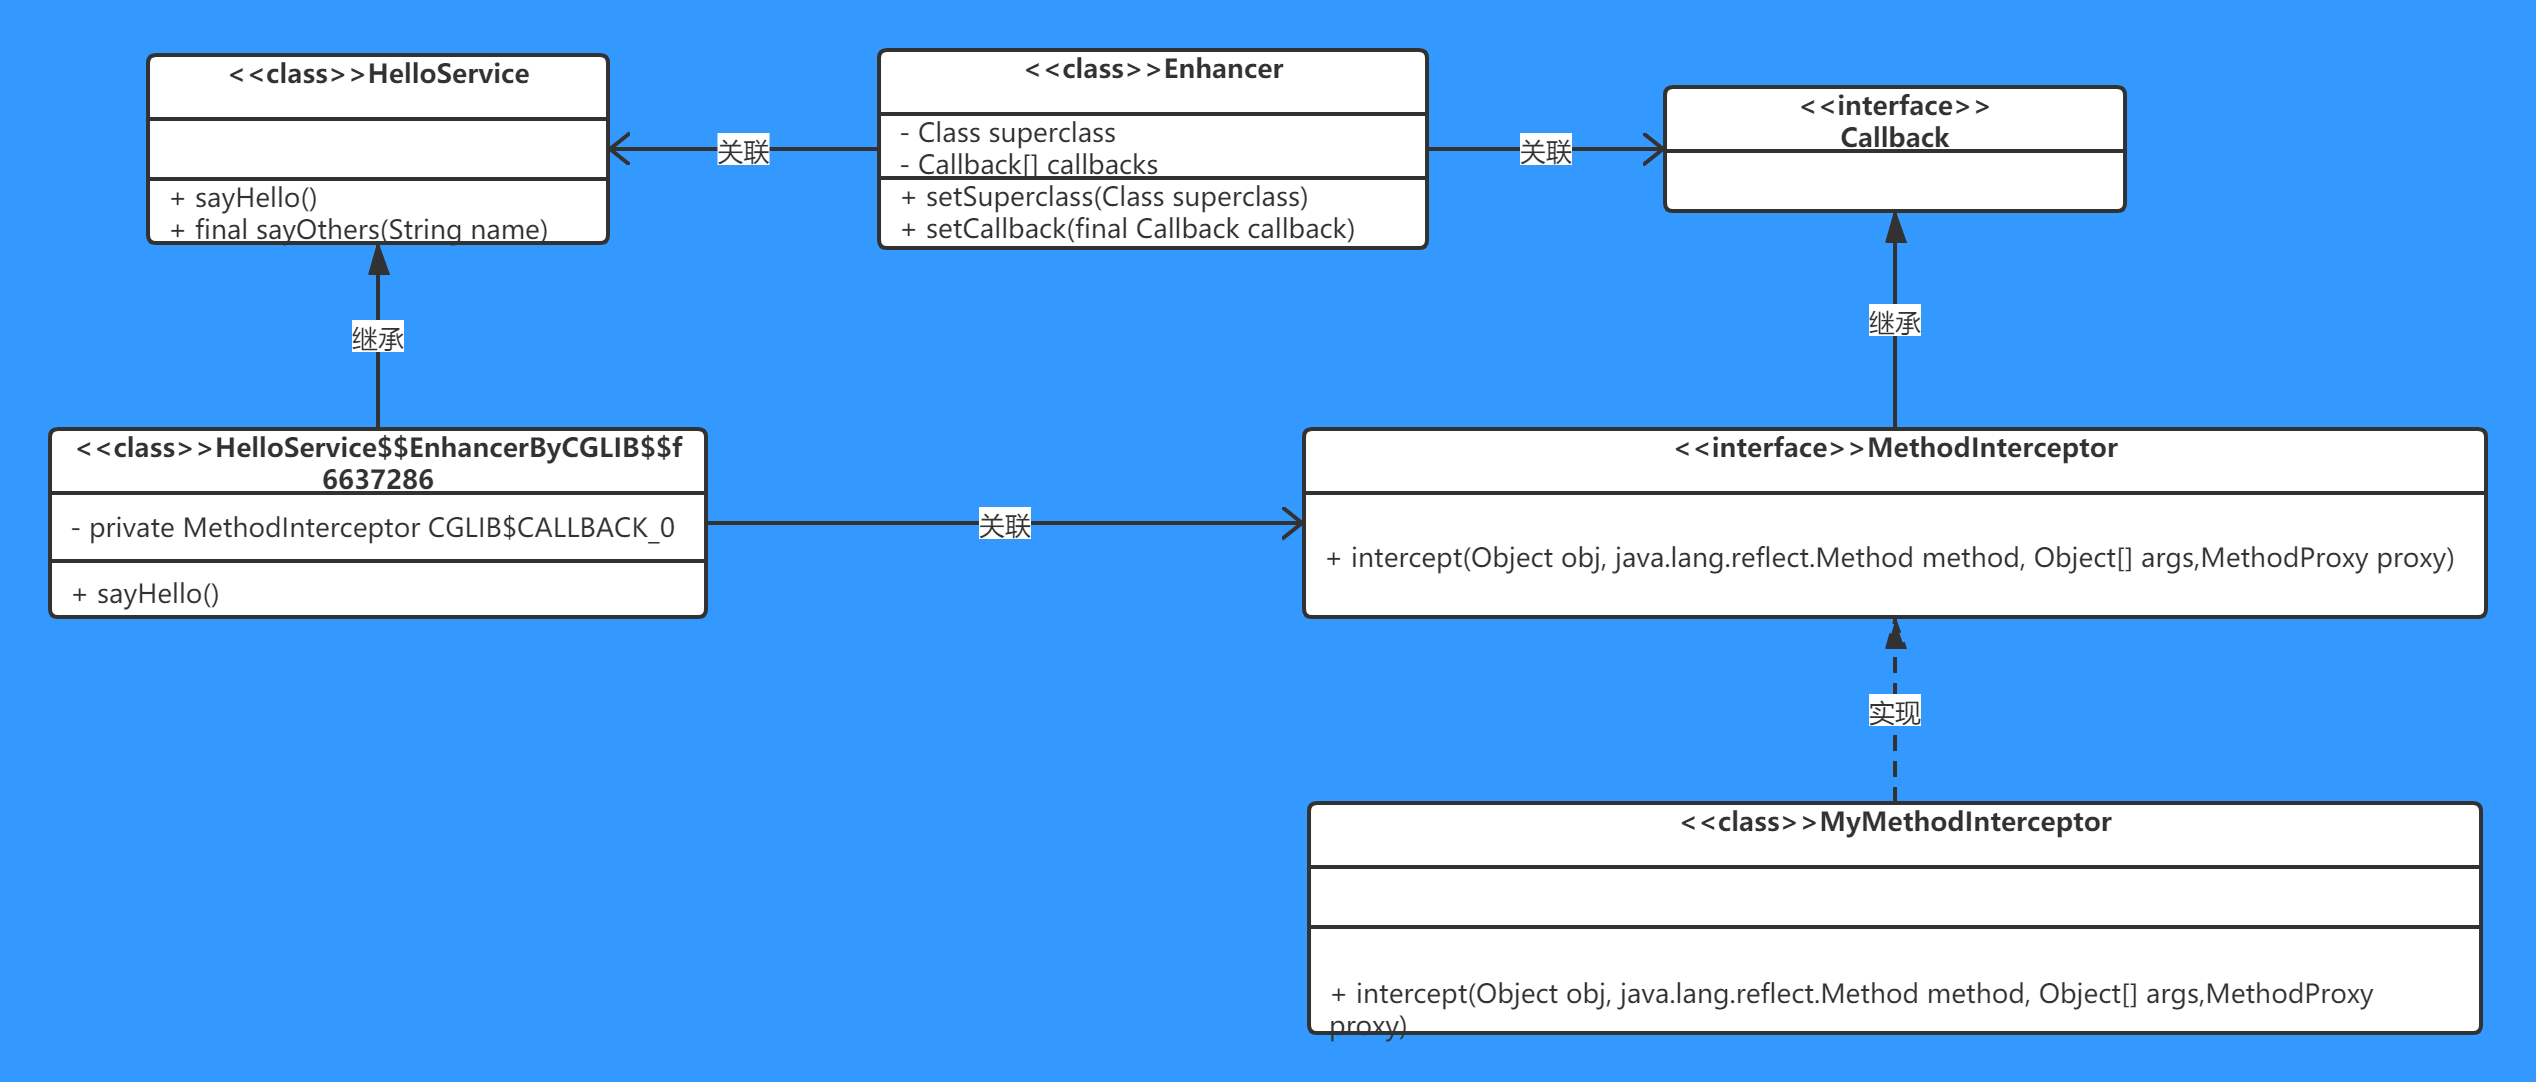 <<class>>HelloService
+ sayHello()
+ final sayOthers(String name)
关联
<<class>>Enhancer
- Class superclass
- Callback[] callbacks
+ setSuperclass(Class superclass)
+ setCallback(final Callback callback)
关联
<<interface>>
Callback
继承
继承
<<class>>HelloService$$EnhancerByCGLIB$$f
6637286
- private MethodInterceptor CGLIB$CALLBACK_0
+ sayHello()
关联
<<interface>>MethodInterceptor
+ intercept(Object obj, java.lang.reflect.Method method, Object[] args,MethodProxy proxy)
实现
<<class>>MyMethodInterceptor
+ intercept(Object obj, java.lang.reflect.Method method, Object[] args,MethodProxy
proxy)